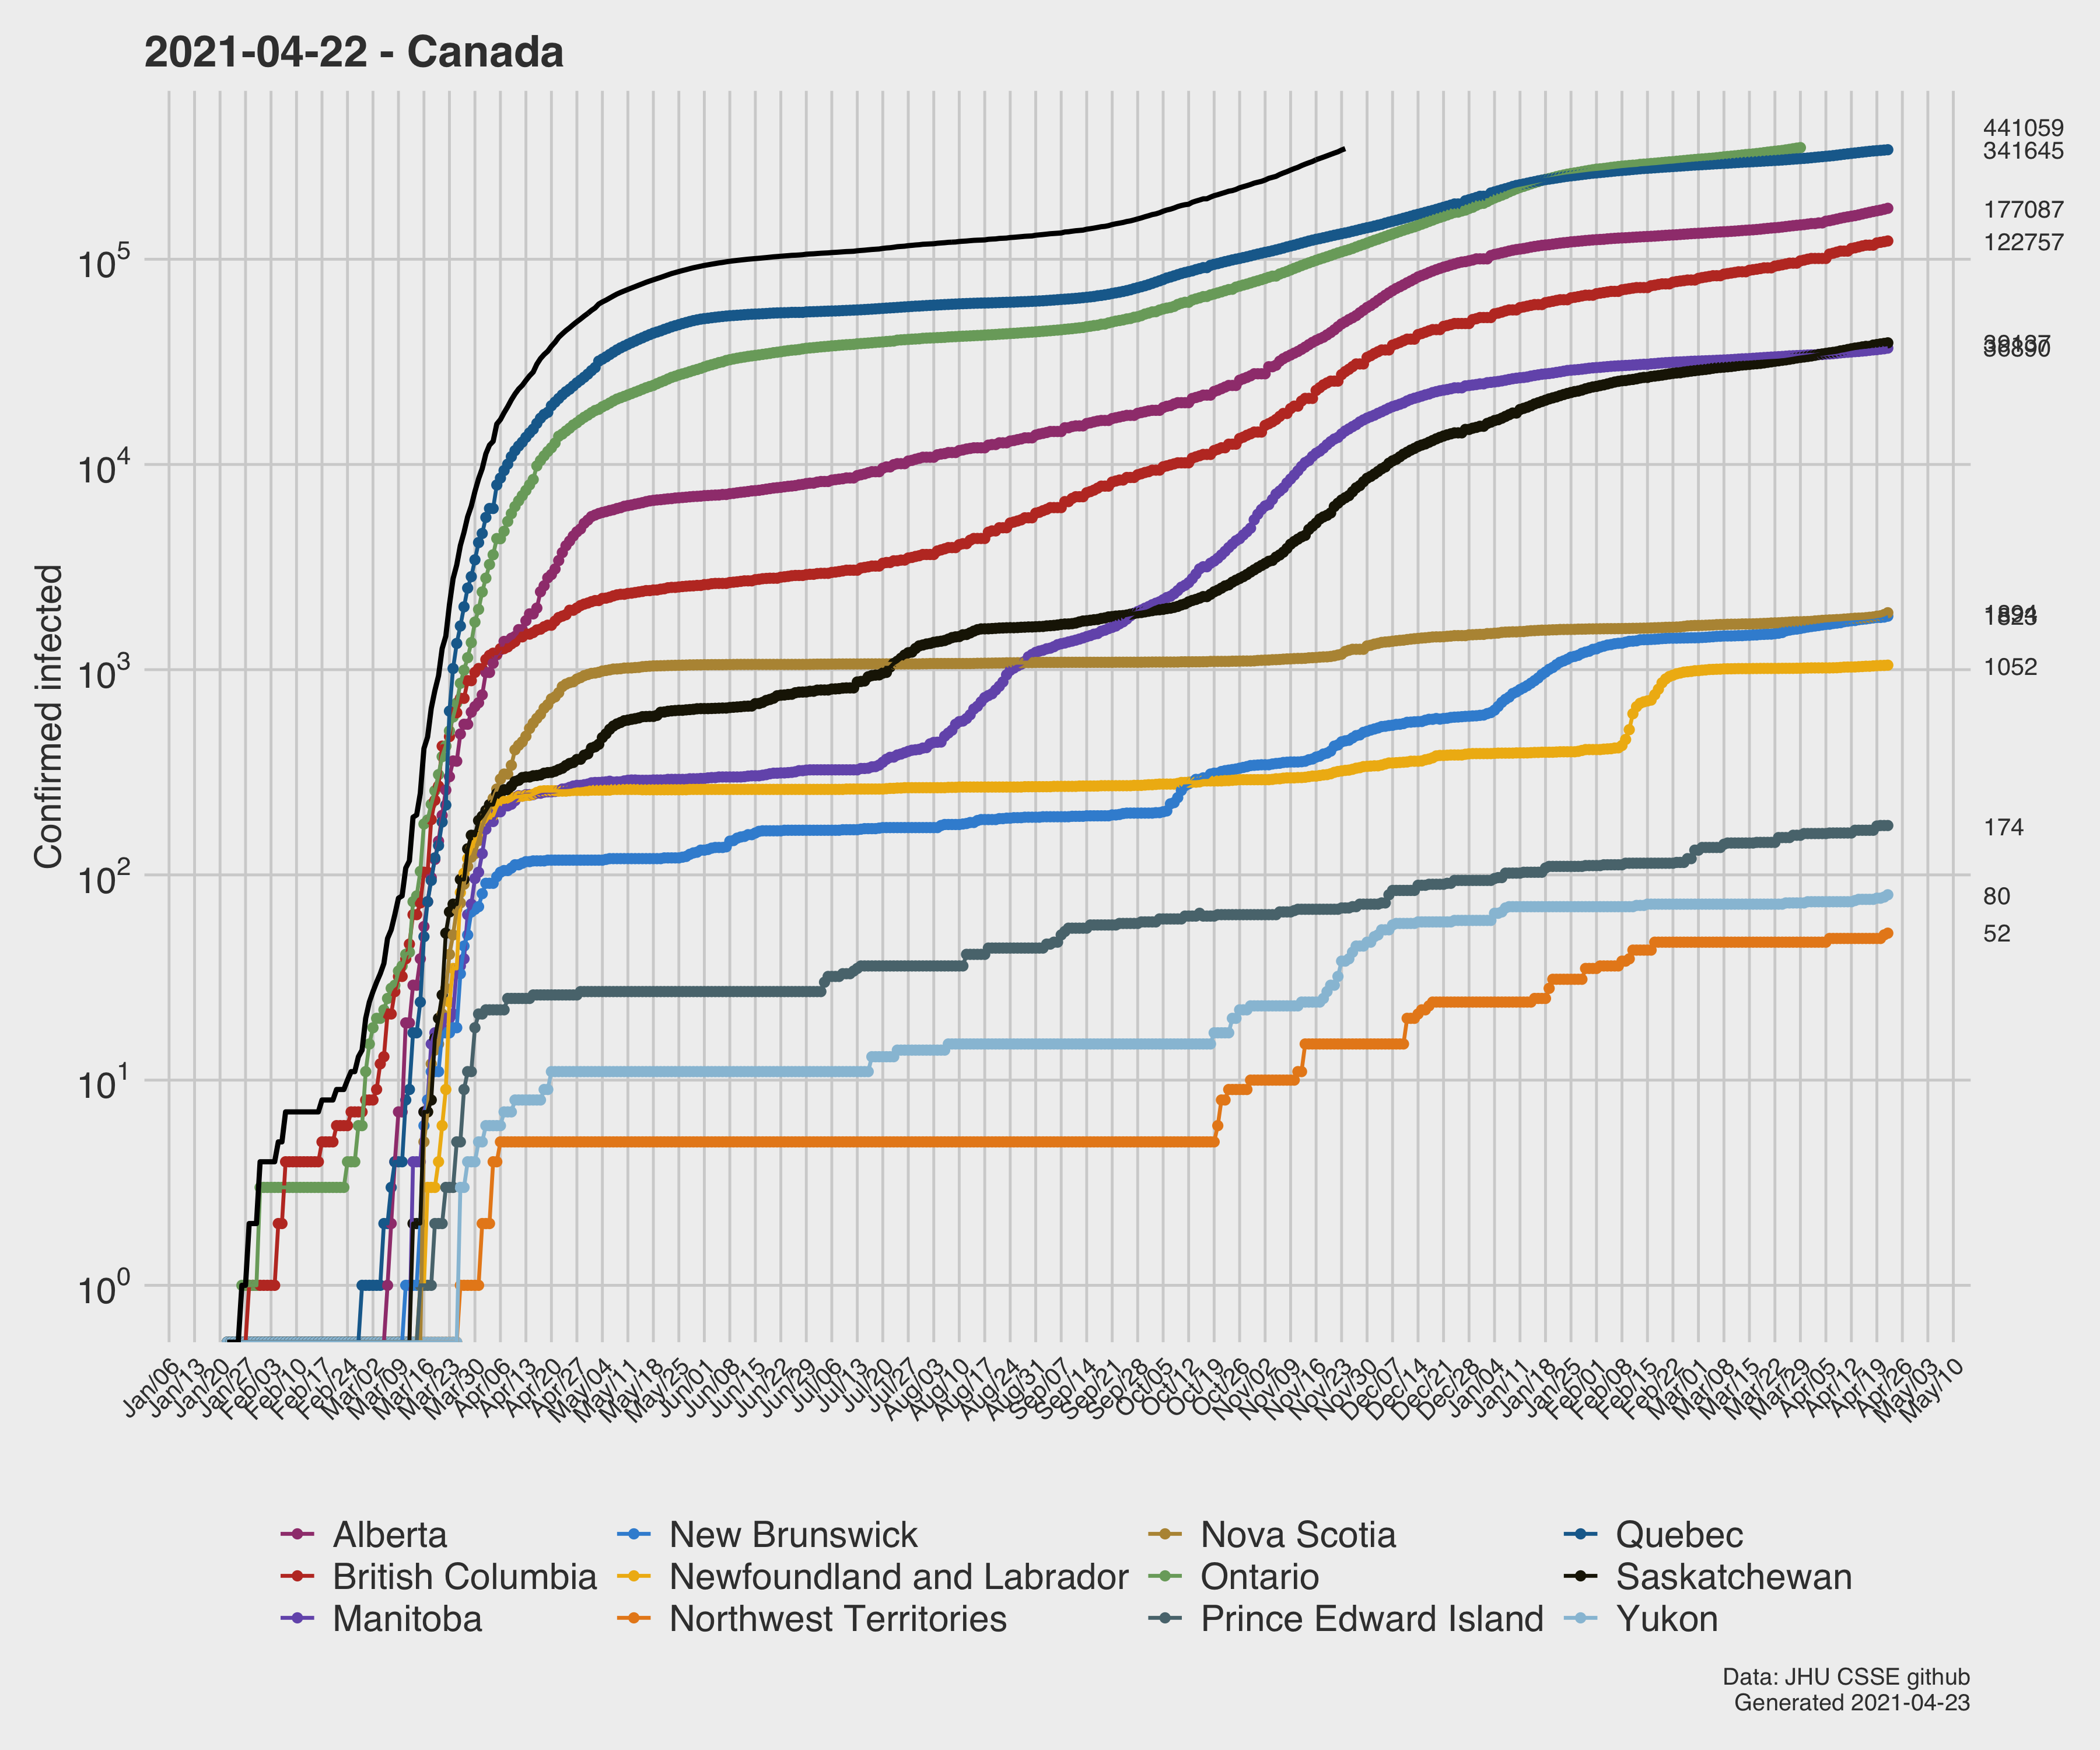 2021-04-22 - Canada
441059
341645
177087
122757
1052
174
80
52
Confirmed infected
10^5
10^4
10^3
10^2
10^1
10^0
Jan/06 Jan/13 Jan/20 Jan/27 Feb/03 Feb/10 Feb/17 Feb/24 Mar/02 Mar/09 Mar/16 Mar/23 Mar/30 Apr/06 Apr/13 Apr/20 Apr/27 May/04 May/11 May/18 May/25 Jun/01 Jun/08 Jun/15 Jun/22 Jun/29 Jul/06 Jul/13 Jul/20 Jul/27 Aug/03 Aug/10 Aug/17 Aug/24 Aug/31 Sep/07 Sep/14 Sep/21 Sep/28 Oct/05 Oct/12 Oct/19 Oct/26 Nov/02 Nov/09 Nov/16 Nov/23 Nov/30 Dec/07 Dec/14 Dec/21 Dec/28 Jan/04 Jan/11 Jan/18 Jan/25 Feb/01 Feb/08 Feb/15 Feb/22 Mar/01 Mar/08 Mar/15 Mar/22 Mar/29 Apr/05 Apr/12 Apr/19 Apr/26 May/03 May/10
Alberta New Brunswick Nova Scotia Quebec
British Columbia Newfoundland and Labrador Ontario Saskatchewan
Manitoba Northwest Territories Prince Edward Island Yukon
Data: JHU CSSE github
Generated 2021-04-23